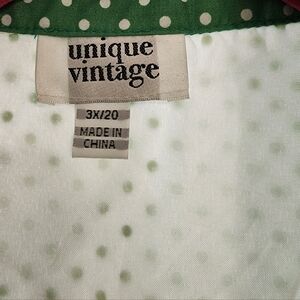 unique
vintage
3X/20
MADE IN
CHINA